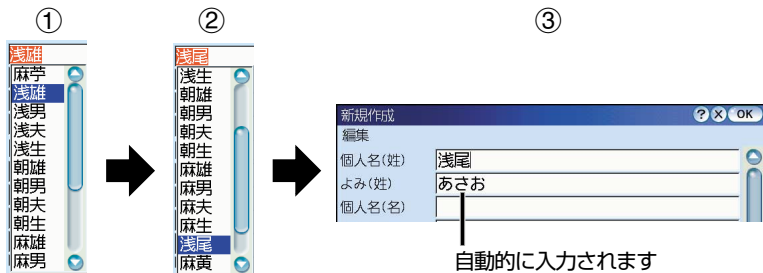 ①
②
③
浅雄
麻苧
浅雄
浅男
浅夫
浅生
朝雄
朝男
朝夫
朝生
麻雄
麻男
浅尾
浅生
朝雄
朝男
朝夫
朝生
麻雄
麻男
麻夫
麻生
浅尾
麻黄
新規作成 ? × OK
編集
個人名(姓) 浅尾
よみ(姓) あさお
個人名(名)
自動的に入力されます